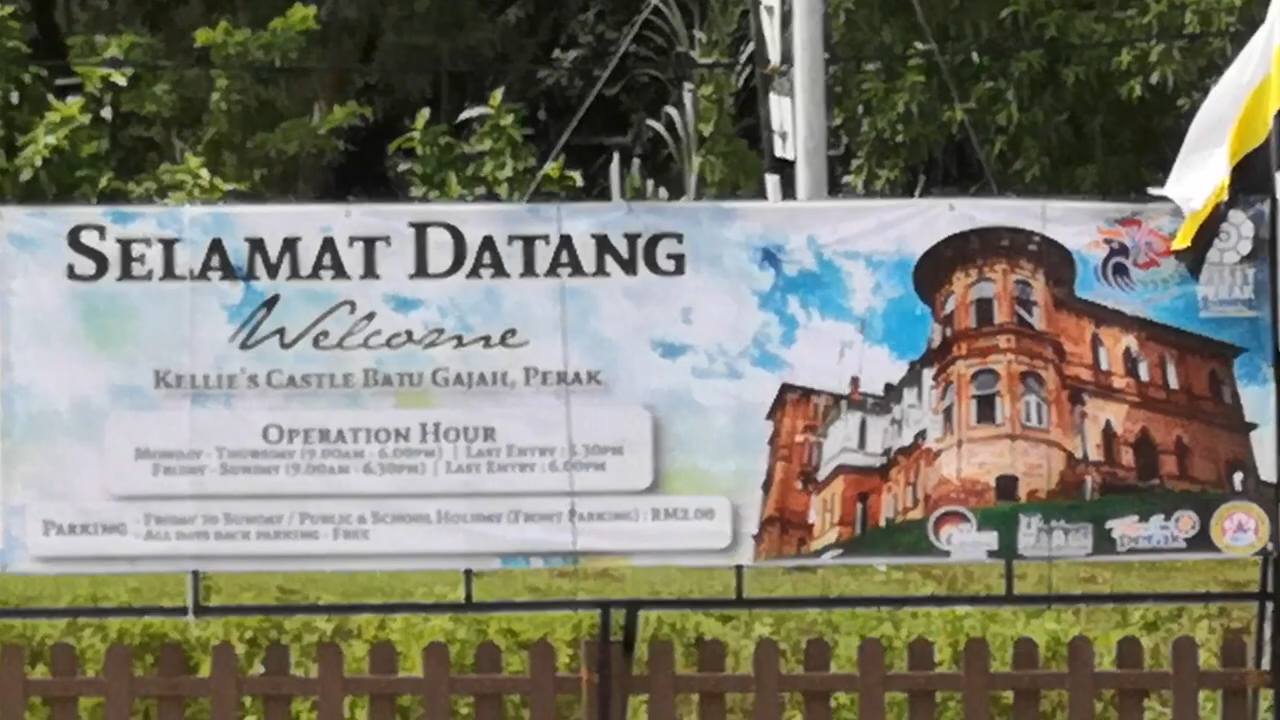 SELAMAT DATANG
Welcome
KELLIE'S CASTLE BATU GAJAH, PERAK
OPERATION HOUR
MONDAY - THURSDAY (9.00AM - 6.00PM) | LAST ENTRY : 5.30PM
FRIDAY - SUNDAY (9.00AM - 6.30PM) | LAST ENTRY : 6.00PM
PARKING - FRIDAY TO SUNDAY / PUBLIC & SCHOOL HOLIDAY (FRONT PARKING) : RM2.00
- ALL DAYS BACK PARKING - FREE